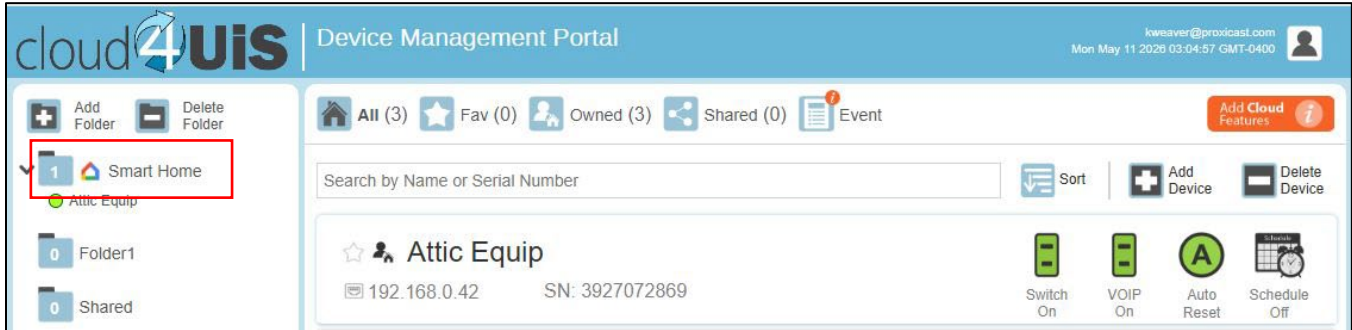 cloud4UiS
Device Management Portal
kweaver@proxicast.com
Mon May 11 2026 03:04:57 GMT-0400
Add Folder
Delete Folder
1 Smart Home
Attic Equip
0 Folder1
0 Shared
All (3) Fav (0) Owned (3) Shared (0) Event
Add Cloud
Features
i
Search by Name or Serial Number
Sort
Add Device
Delete Device
Attic Equip
192.168.0.42 SN: 3927072869
Switch On
VOIP On
A
Auto Reset
Schedule
Schedule Off